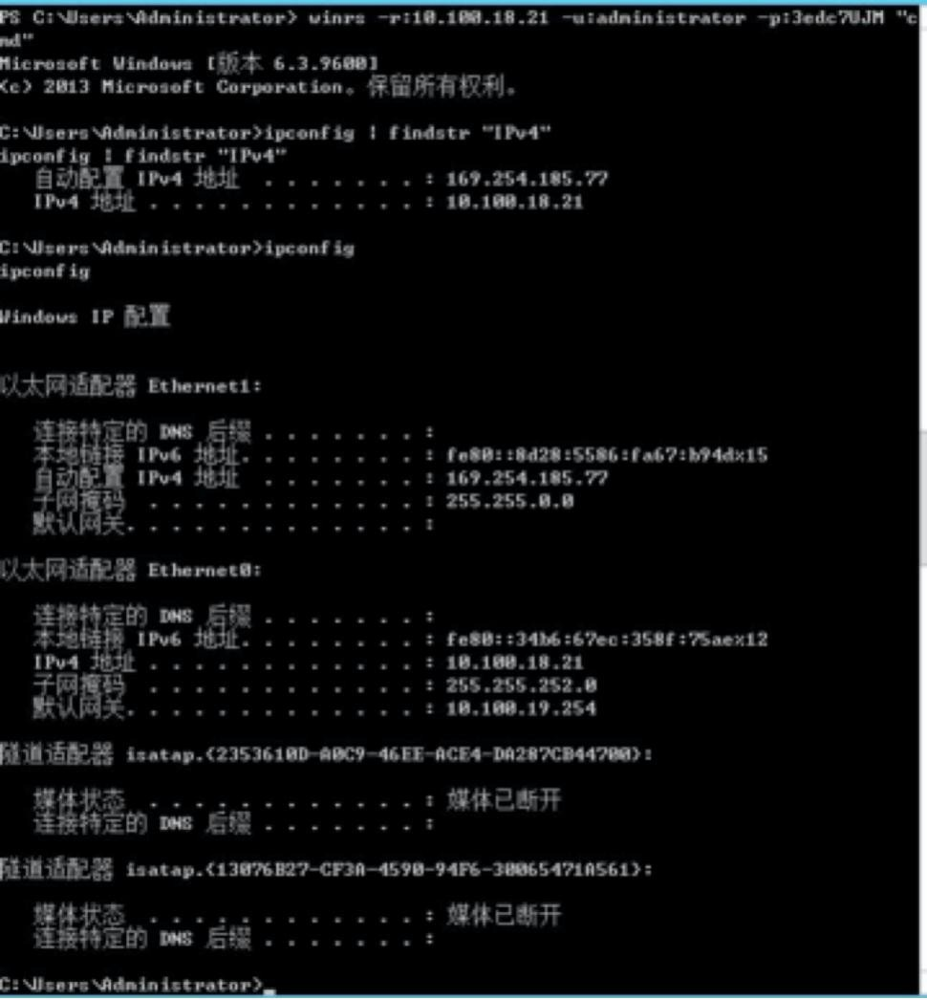 PS C:\Users\Administrator> winrs -r:10.100.18.21 -u:administrator -p:3edc7UJM "c
md"
Microsoft Windows [版本 6.3.9600]
(c) 2013 Microsoft Corporation。保留所有权利。
C:\Users\Administrator>ipconfig | findstr "IPv4"
ipconfig | findstr "IPv4"
自动配置 IPv4 地址 . . . . . . . : 169.254.185.77
IPv4 地址 . . . . . . . . . . . . : 10.100.18.21
C:\Users\Administrator>ipconfig
ipconfig
Windows IP 配置
以太网适配器 Ethernet1:
连接特定的 DNS 后缀 . . . . . . . :
本地链接 IPv6 地址. . . . . . . . : fe80::8d28:5586:fa67:b94d%15
自动配置 IPv4 地址 . . . . . . . : 169.254.185.77
子网掩码 . . . . . . . . . . . . : 255.255.0.0
默认网关. . . . . . . . . . . . . :
以太网适配器 Ethernet0:
连接特定的 DNS 后缀 . . . . . . . :
本地链接 IPv6 地址. . . . . . . . : fe80::34b6:67ec:358f:75ae%12
IPv4 地址 . . . . . . . . . . . . : 10.100.18.21
子网掩码 . . . . . . . . . . . . : 255.255.252.0
默认网关. . . . . . . . . . . . . : 10.100.19.254
隧道适配器 isatap.{2353610D-A0C9-46EE-ACE4-DA287CB44700}:
媒体状态 . . . . . . . . . . . . : 媒体已断开
连接特定的 DNS 后缀 . . . . . . . :
隧道适配器 isatap.{13076B27-CF3A-4590-94F6-30065471A561}:
媒体状态 . . . . . . . . . . . . : 媒体已断开
连接特定的 DNS 后缀 . . . . . . . :
C:\Users\Administrator>_